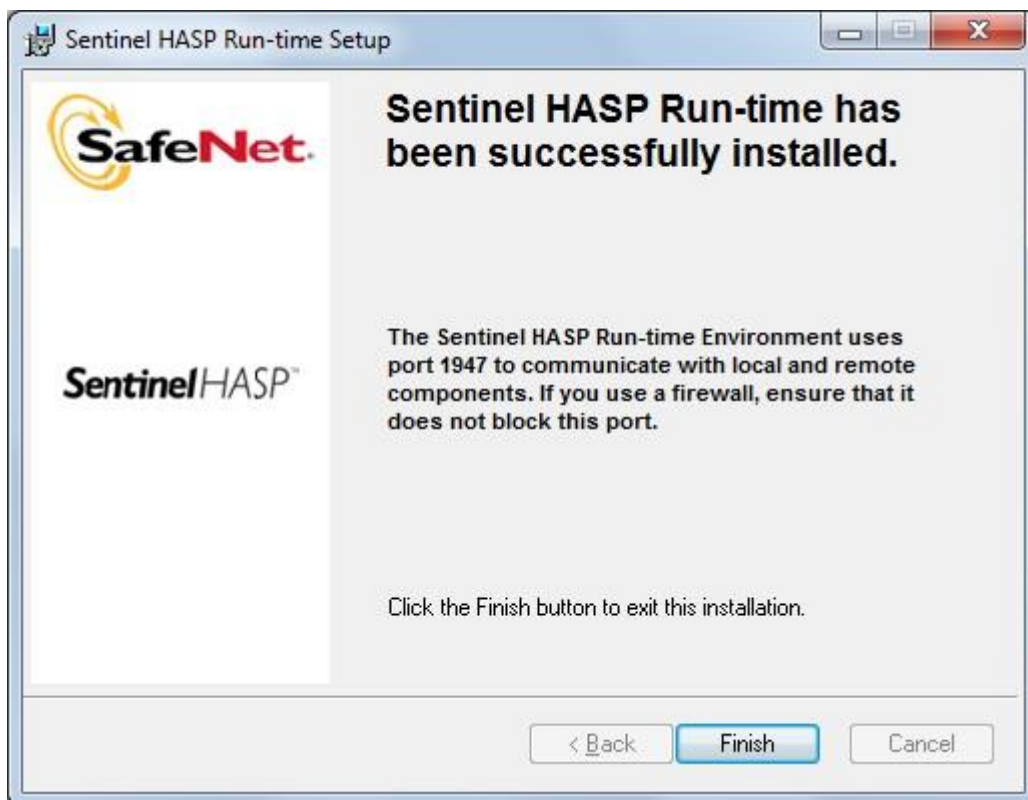 Sentinel HASP Run-time Setup
SafeNet.
Sentinel HASP Run-time has
been successfully installed.
The Sentinel HASP Run-time Environment uses
port 1947 to communicate with local and remote
components. If you use a firewall, ensure that it
does not block this port.
SentinelHASP™
Click the Finish button to exit this installation.
< Back
Finish
Cancel